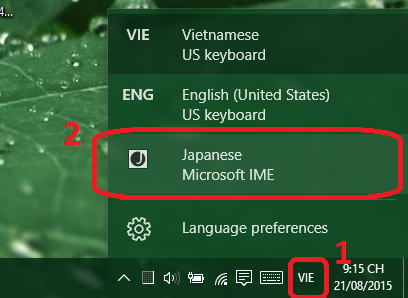 4...
VIE Vietnamese
US keyboard
ENG English (United States)
US keyboard
2
Japanese
Microsoft IME
Language preferences
1
VIE 9:15 CH
21/08/2015